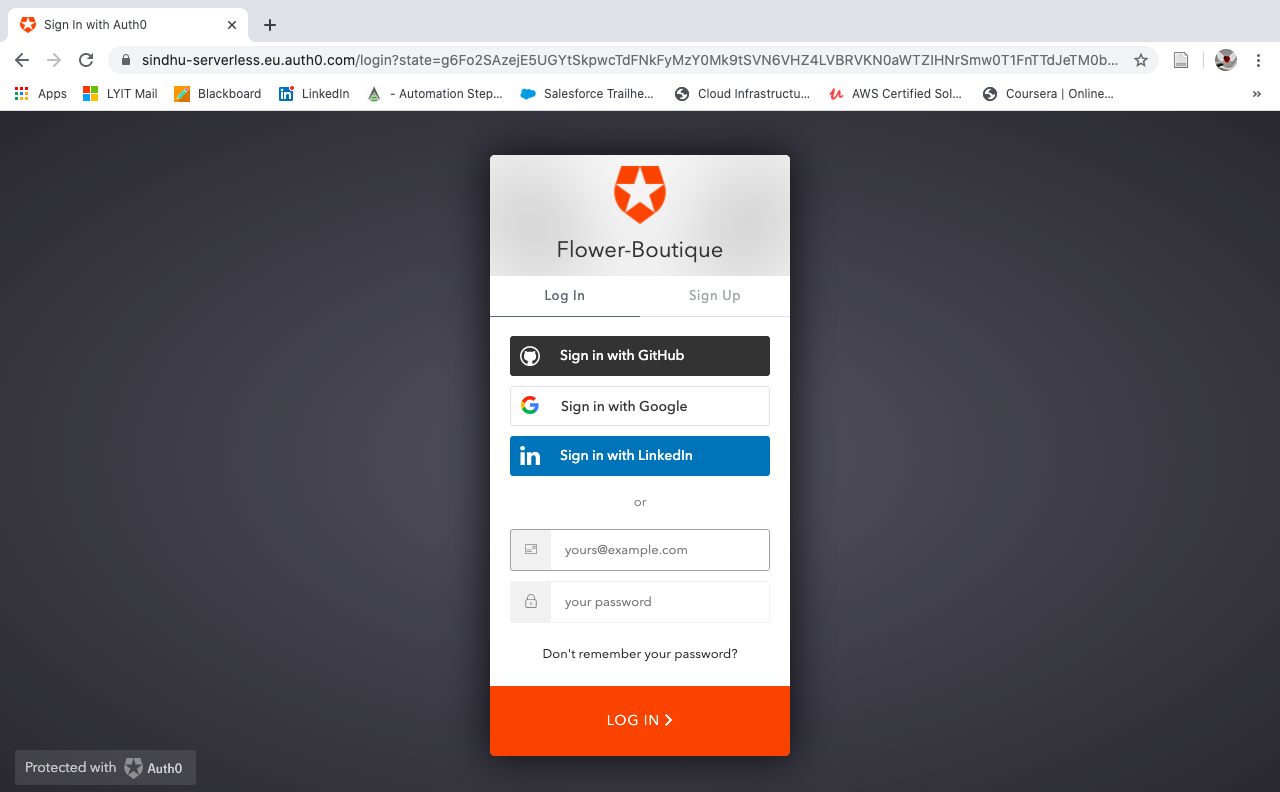 Sign In with Auth0
sindhu-serverless.eu.auth0.com/login?state=g6Fo2SAzejE5UGYtSkpwcTdFNkFyMzY0Mk9tSVN6VHZ4LVBRVKN0aWTZIHNrSmw0T1FnTTdJeTM0b...
Apps LYIT Mail Blackboard LinkedIn - Automation Step... Salesforce Trailhe... Cloud Infrastructu... AWS Certified Sol... Coursera | Online... »
Flower-Boutique
Log In Sign Up
Sign in with GitHub
Sign in with Google
in Sign in with LinkedIn
or
yours@example.com
your password
Don't remember your password?
LOG IN
Protected with Auth0